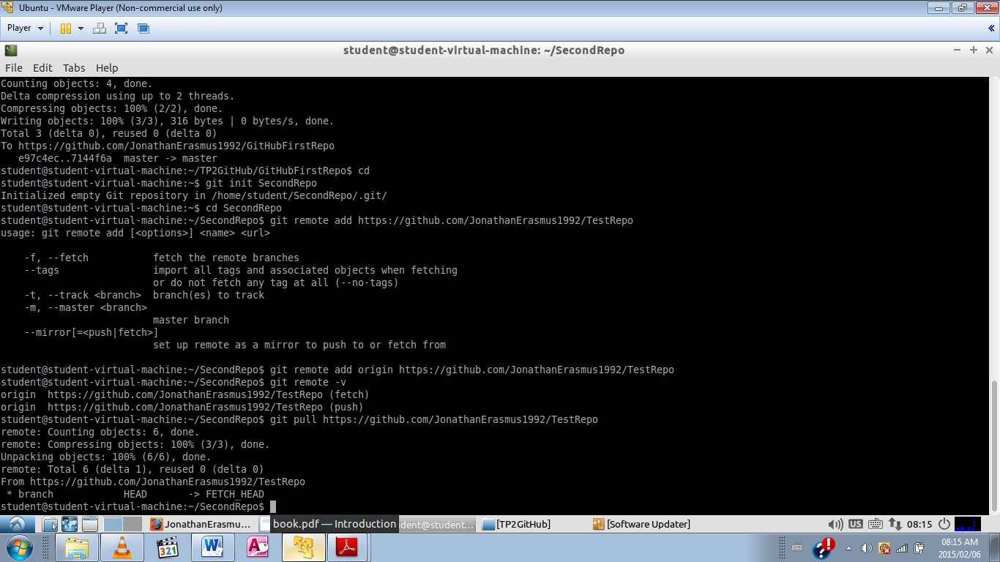 Ubuntu - VMware Player (Non-commercial use only)
Player
student@student-virtual-machine: ~/SecondRepo
File Edit Tabs Help
Counting objects: 4, done.
Delta compression using up to 2 threads.
Compressing objects: 100% (2/2), done.
Writing objects: 100% (3/3), 316 bytes | 0 bytes/s, done.
Total 3 (delta 0), reused 0 (delta 0)
To https://github.com/JonathanErasmus1992/GitHubFirstRepo
   e97c4ec..7144f6a  master -> master
student@student-virtual-machine:~/TP2GitHub/GitHubFirstRepo$ cd
student@student-virtual-machine:~$ git init SecondRepo
Initialized empty Git repository in /home/student/SecondRepo/.git/
student@student-virtual-machine:~$ cd SecondRepo
student@student-virtual-machine:~/SecondRepo$ git remote add https://github.com/JonathanErasmus1992/TestRepo
usage: git remote add [<options>] <name> <url>
    -f, --fetch           fetch the remote branches
    --tags                import all tags and associated objects when fetching
                          or do not fetch any tag at all (--no-tags)
    -t, --track <branch>  branch(es) to track
    -m, --master <branch>
                          master branch
    --mirror[=<push|fetch>]
                          set up remote as a mirror to push to or fetch from
student@student-virtual-machine:~/SecondRepo$ git remote add origin https://github.com/JonathanErasmus1992/TestRepo
student@student-virtual-machine:~/SecondRepo$ git remote -v
origin  https://github.com/JonathanErasmus1992/TestRepo (fetch)
origin  https://github.com/JonathanErasmus1992/TestRepo (push)
student@student-virtual-machine:~/SecondRepo$ git pull https://github.com/JonathanErasmus1992/TestRepo
remote: Counting objects: 6, done.
remote: Compressing objects: 100% (3/3), done.
Unpacking objects: 100% (6/6), done.
remote: Total 6 (delta 1), reused 0 (delta 0)
From https://github.com/JonathanErasmus1992/TestRepo
 * branch            HEAD       -> FETCH_HEAD
student@student-virtual-machine:~/SecondRepo$
JonathanErasmu... book.pdf — Introduction dent@student... [TP2GitHub] [Software Updater] US 08:15
321 08:15 AM
2015/02/06